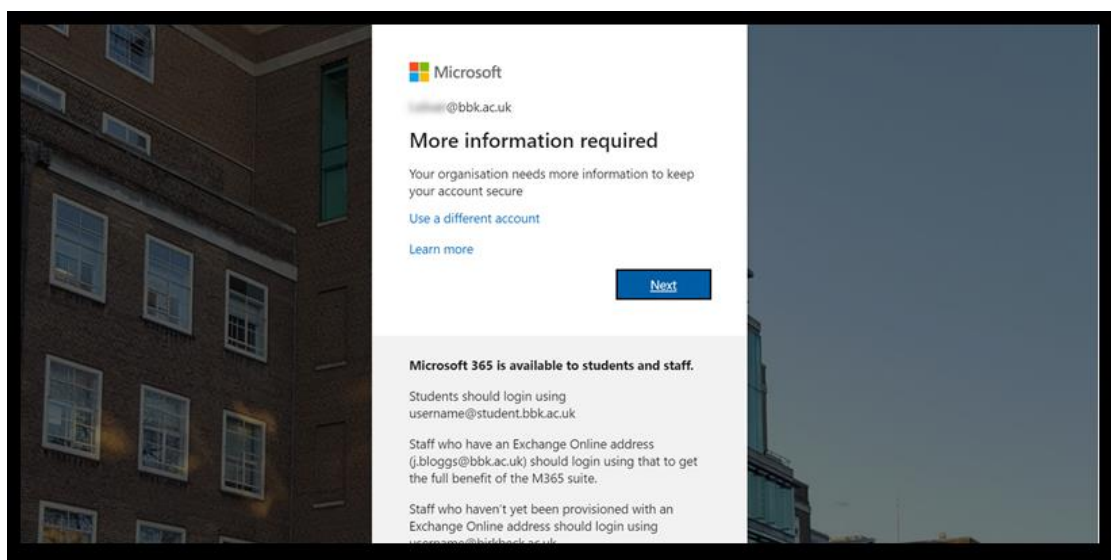 Microsoft
@bbk.ac.uk
More information required
Your organisation needs more information to keep
your account secure
Use a different account
Learn more
Next
Microsoft 365 is available to students and staff.
Students should login using
username@student.bbk.ac.uk
Staff who have an Exchange Online address
(j.bloggs@bbk.ac.uk) should login using that to get
the full benefit of the M365 suite.
Staff who haven't yet been provisioned with an
Exchange Online address should login using
username@birkbeck.ac.uk